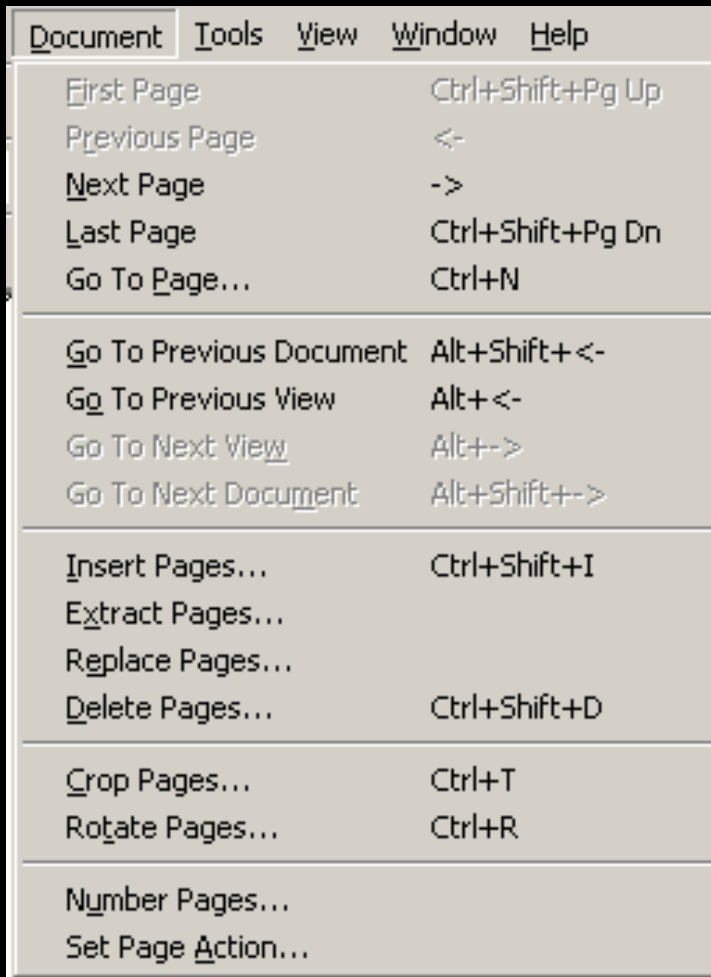 Document Tools View Window Help
First Page Ctrl+Shift+Pg Up
Previous Page <-
Next Page ->
Last Page Ctrl+Shift+Pg Dn
Go To Page... Ctrl+N
Go To Previous Document Alt+Shift+<-
Go To Previous View Alt+<-
Go To Next View Alt+->
Go To Next Document Alt+Shift+->
Insert Pages... Ctrl+Shift+I
Extract Pages...
Replace Pages...
Delete Pages... Ctrl+Shift+D
Crop Pages... Ctrl+T
Rotate Pages... Ctrl+R
Number Pages...
Set Page Action...